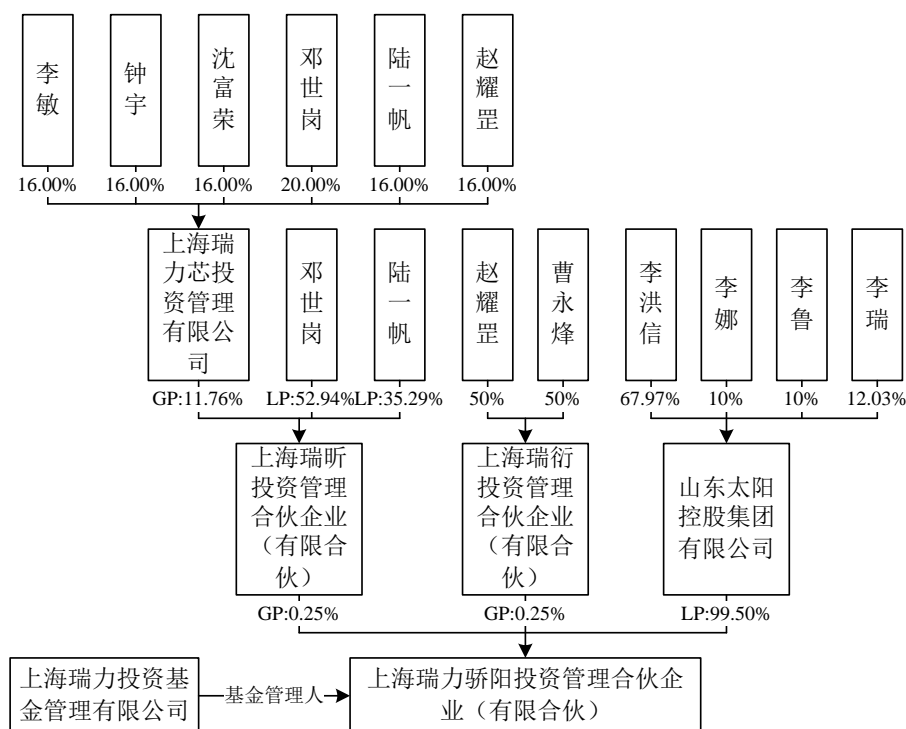 李敏
钟宇
沈富荣
邓世岗
陆一帆
赵耀罡
16.00%
16.00%
16.00%
20.00%
16.00%
16.00%
上海瑞
力芯投
资管理
有限公
司
邓世岗
陆一帆
赵耀罡
曹永烽
李洪信
李娜
李鲁
李瑞
GP:11.76%
LP:52.94%
LP:35.29%
50%
50%
67.97%
10%
10%
12.03%
上海瑞昕
投资管理
合伙企业
（有限合
伙）
上海瑞衍
投资管理
合伙企业
（有限合
伙）
山东太阳
控股集团
有限公司
GP:0.25%
GP:0.25%
LP:99.50%
上海瑞力投资基
金管理有限公司
基金管理人
上海瑞力骄阳投资管理合伙企
业（有限合伙）